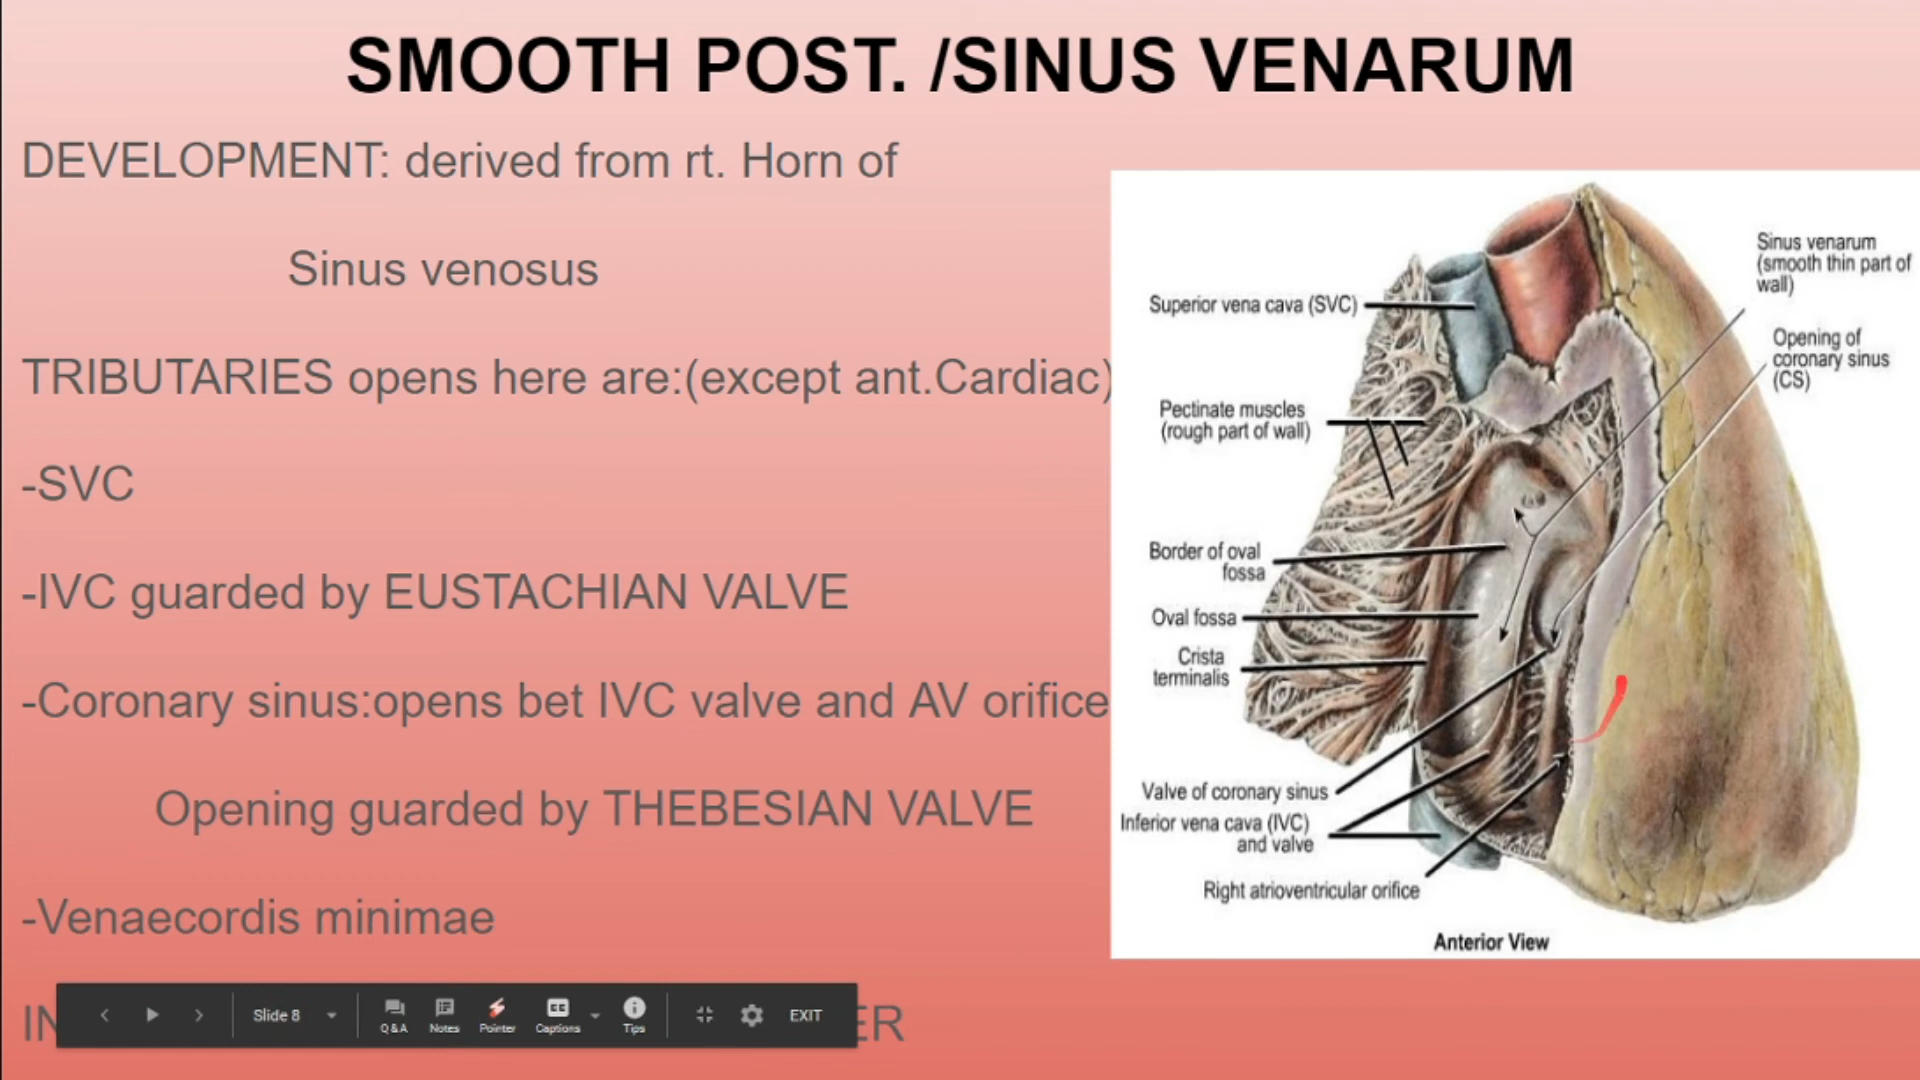 SMOOTH POST. /SINUS VENARUM
DEVELOPMENT: derived from rt. Horn of
Sinus venosus
TRIBUTARIES opens here are:(except ant.Cardiac)
-SVC
-IVC guarded by EUSTACHIAN VALVE
-Coronary sinus:opens bet IVC valve and AV orifice
Opening guarded by THEBESIAN VALVE
-Venaecordis minimae
Sinus venarum
(smooth thin part of
wall)
Superior vena cava (SVC)
Opening of
coronary sinus
(CS)
Pectinate muscles
(rough part of wall)
Border of oval
fossa
Oval fossa
Crista
terminalis
Valve of coronary sinus
Inferior vena cava (IVC)
and valve
Right atrioventricular orifice
Anterior View
Slide 8
Q&A
Notes
Pointer
CC
Captions
Tips
EXIT